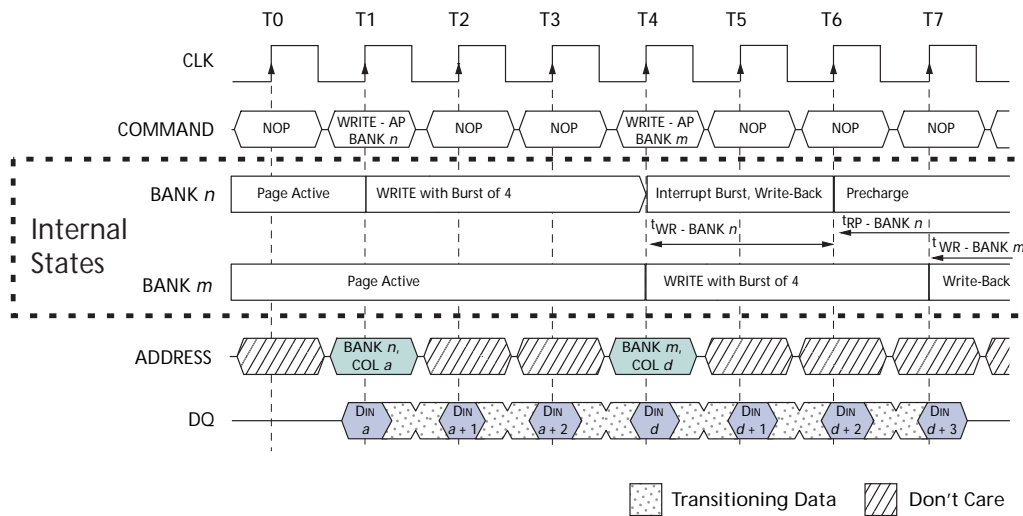 T0 T1 T2 T3 T4 T5 T6 T7
CLK
COMMAND NOP WRITE - AP BANK n NOP NOP WRITE - AP BANK m NOP NOP NOP
Internal States
BANK n Page Active WRITE with Burst of 4 Interrupt Burst, Write-Back Precharge
tWR - BANK n tRP - BANK n
tWR - BANK m
BANK m Page Active WRITE with Burst of 4 Write-Back
ADDRESS BANK n, COL a BANK m, COL d
DQ DIN a DIN a + 1 DIN a + 2 DIN d DIN d + 1 DIN d + 2 DIN d + 3
Transitioning Data Don't Care